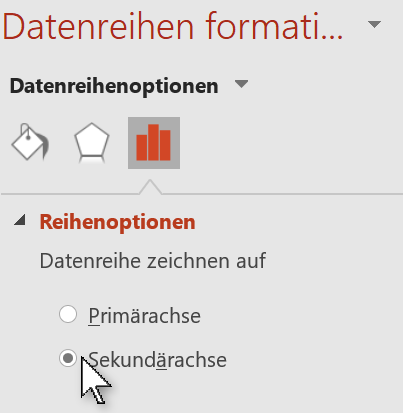 Datenreihen formati...
Datenreihenoptionen
Reihenoptionen
Datenreihe zeichnen auf
Primärachse
Sekundärachse